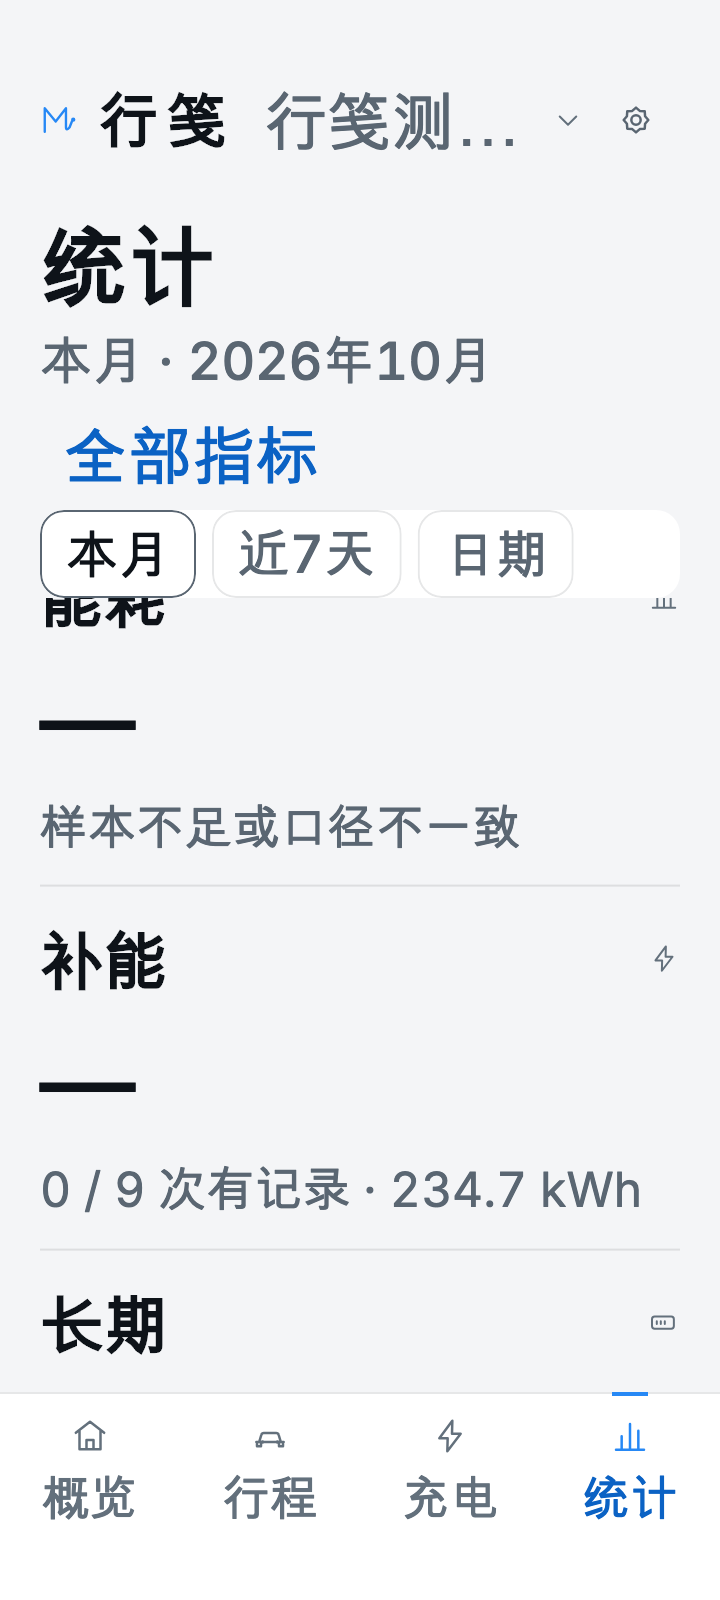 行笺 行笺测...
统计
本月 · 2026年10月
全部指标
本月 近7天 日期
能耗
—
样本不足或口径不一致
补能
—
0 / 9 次有记录 · 234.7 kWh
长期
概览 行程 充电 统计